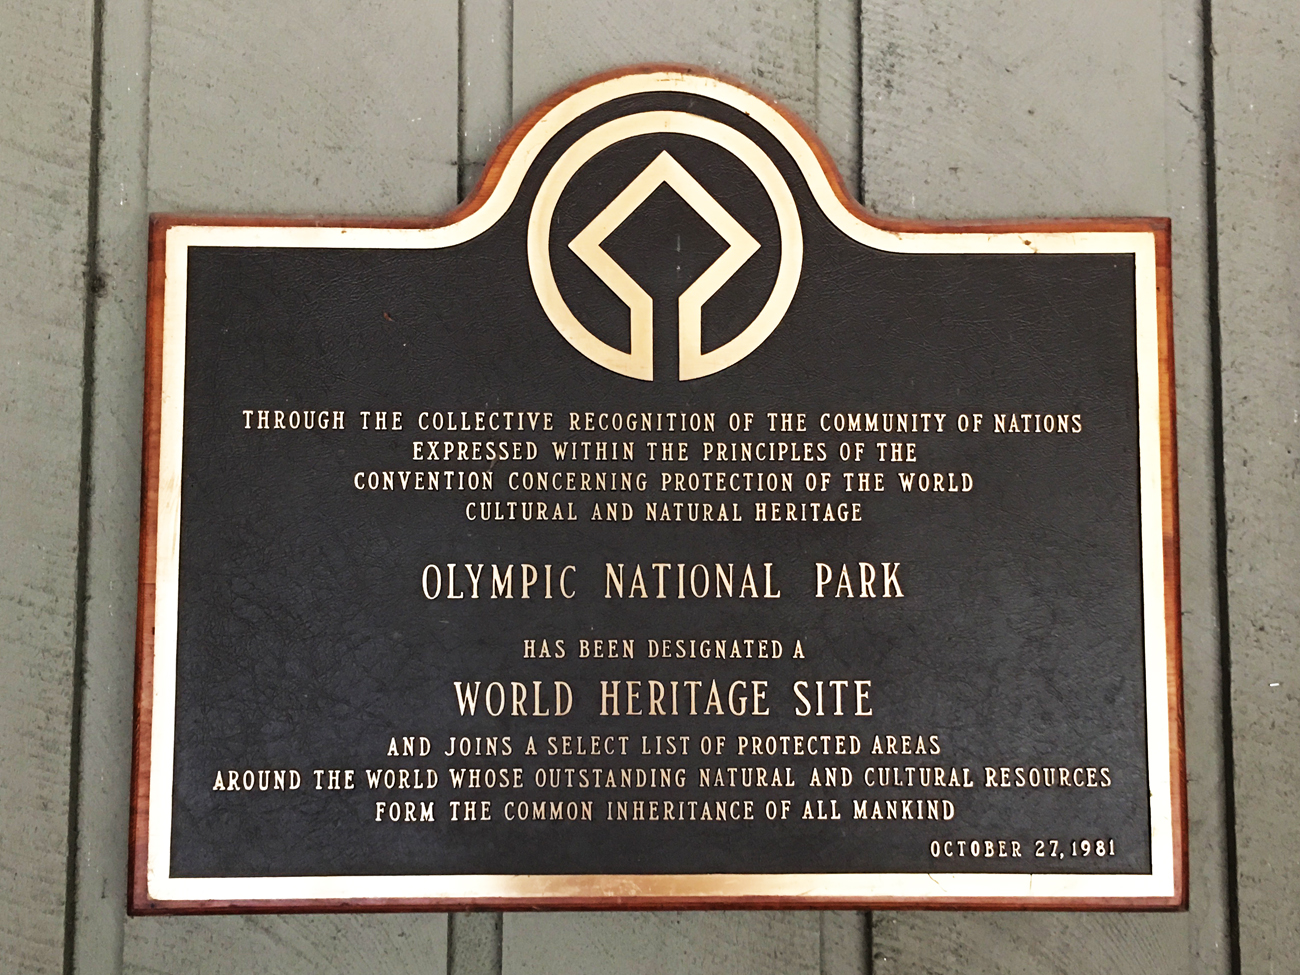 THROUGH THE COLLECTIVE RECOGNITION OF THE COMMUNITY OF NATIONS
EXPRESSED WITHIN THE PRINCIPLES OF THE
CONVENTION CONCERNING PROTECTION OF THE WORLD
CULTURAL AND NATURAL HERITAGE
OLYMPIC NATIONAL PARK
HAS BEEN DESIGNATED A
WORLD HERITAGE SITE
AND JOINS A SELECT LIST OF PROTECTED AREAS
AROUND THE WORLD WHOSE OUTSTANDING NATURAL AND CULTURAL RESOURCES
FORM THE COMMON INHERITANCE OF ALL MANKIND
OCTOBER 27, 1981